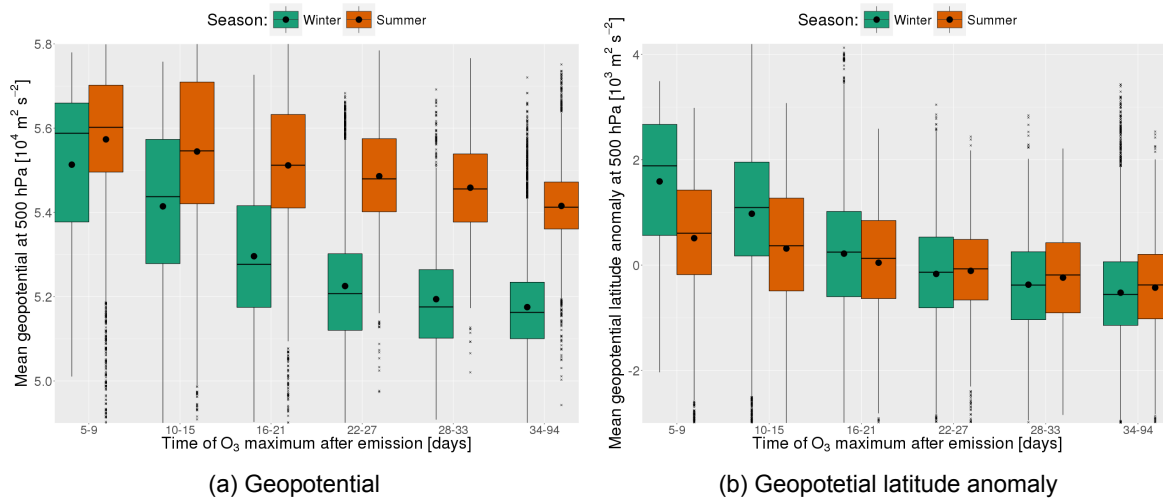 Season: Winter Summer
Mean geopotential at 500 hPa [10⁴ m² s⁻²]
5.8
5.6
5.4
5.2
5.0
5-9 10-15 16-21 22-27 28-33 34-94
Time of O₃ maximum after emission [days]
(a) Geopotential
Season: Winter Summer
Mean geopotential latitude anomaly at 500 hPa [10³ m² s⁻²]
4
2
0
-2
5-9 10-15 16-21 22-27 28-33 34-94
Time of O₃ maximum after emission [days]
(b) Geopotetial latitude anomaly